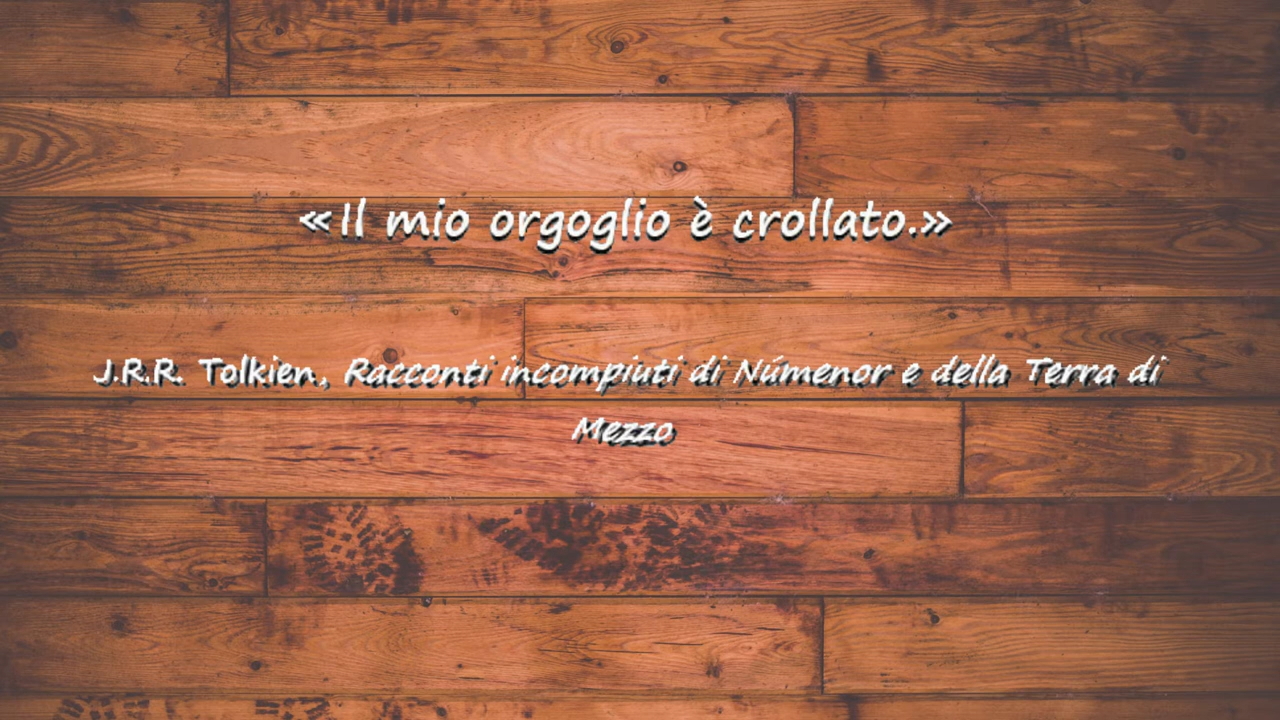 «Il mio orgoglio è crollato.»
J.R.R. Tolkien, Racconti incompiuti di Númenor e della Terra di
Mezzo